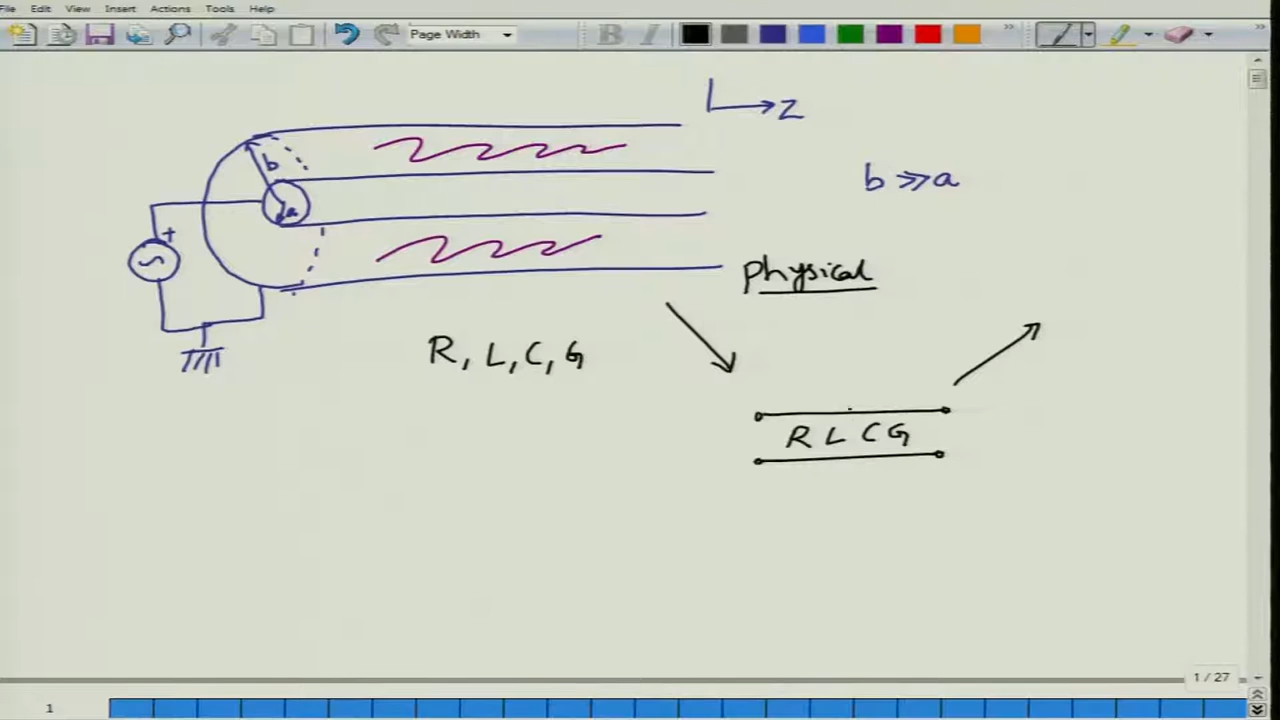 File Edit View Insert Actions Tools Help
Page Width B I
Z
b
a
b >> a
+
Physical
R, L, C, G
R L C G
1 / 27
1